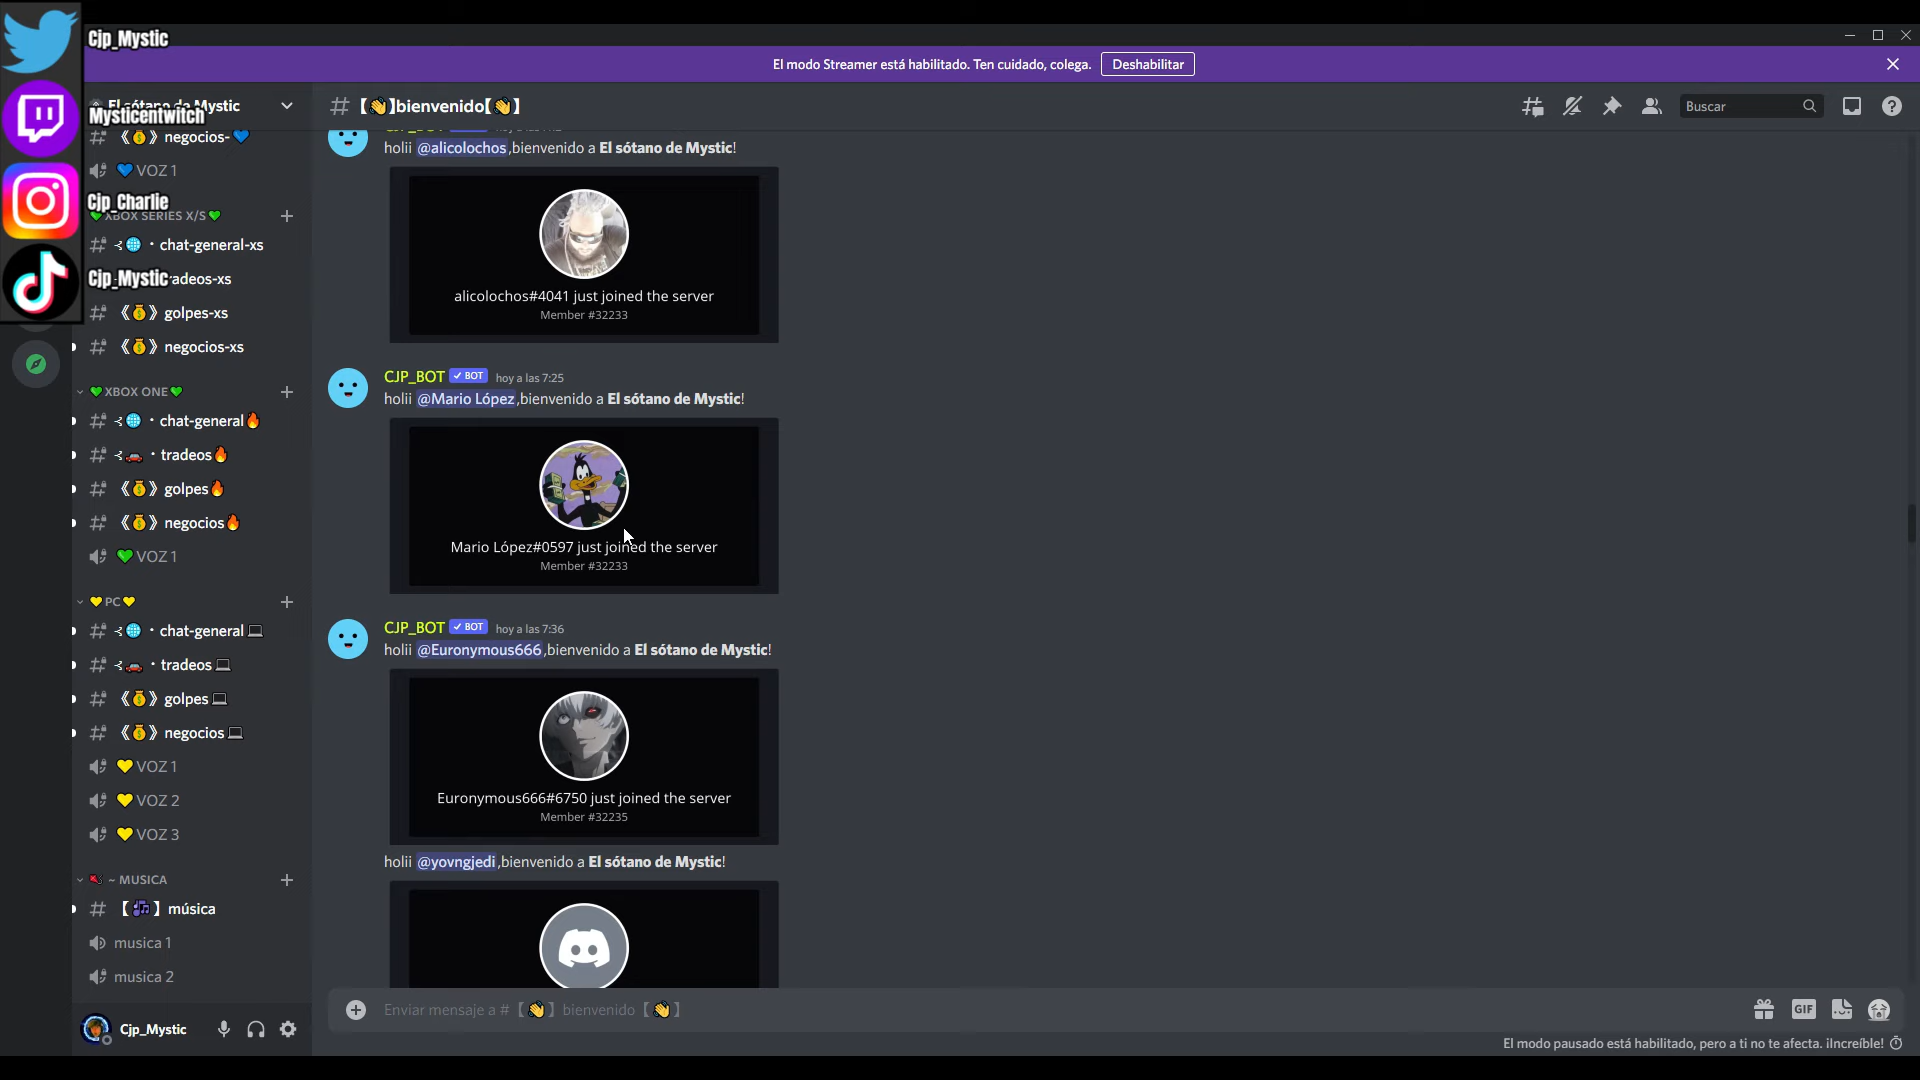 Cjp_Mystic
El modo Streamer está habilitado. Ten cuidado, colega.
Deshabilitar
El sótano de Mystic
Mysticentwitch
【👋】bienvenido【👋】
Buscar
negocios-💙
💙 VOZ 1
Cjp_Charlie
💚XBOX SERIES X/S💚
chat-general-xs
Cjp_Mystic
adeos-xs
《💰》golpes-xs
《💰》negocios-xs
💚XBOX ONE💚
chat-general🔥
tradeos🔥
《💰》golpes🔥
《💰》negocios🔥
💚 VOZ 1
💛PC💛
chat-general💻
tradeos💻
《💰》golpes💻
《💰》negocios💻
💛 VOZ 1
💛 VOZ 2
💛 VOZ 3
~ MUSICA
【🎶】música
musica 1
musica 2
Cjp_Mystic
holii @alicolochos,bienvenido a El sótano de Mystic!
alicolochos#4041 just joined the server
Member #32233
CJP_BOT ✓ BOT hoy a las 7:25
holii @Mario López,bienvenido a El sótano de Mystic!
Mario López#0597 just joined the server
Member #32233
CJP_BOT ✓ BOT hoy a las 7:36
holii @Euronymous666,bienvenido a El sótano de Mystic!
Euronymous666#6750 just joined the server
Member #32235
holii @yovngjedi,bienvenido a El sótano de Mystic!
Enviar mensaje a #【👋】bienvenido【👋】
GIF
El modo pausado está habilitado, pero a ti no te afecta. ¡Increíble!